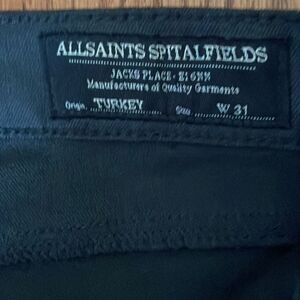 ALLSAINTS SPITALFIELDS
JACKS PLACE · E1 6NN
Manufacturers of Quality Garments
Origin TURKEY Size W 31